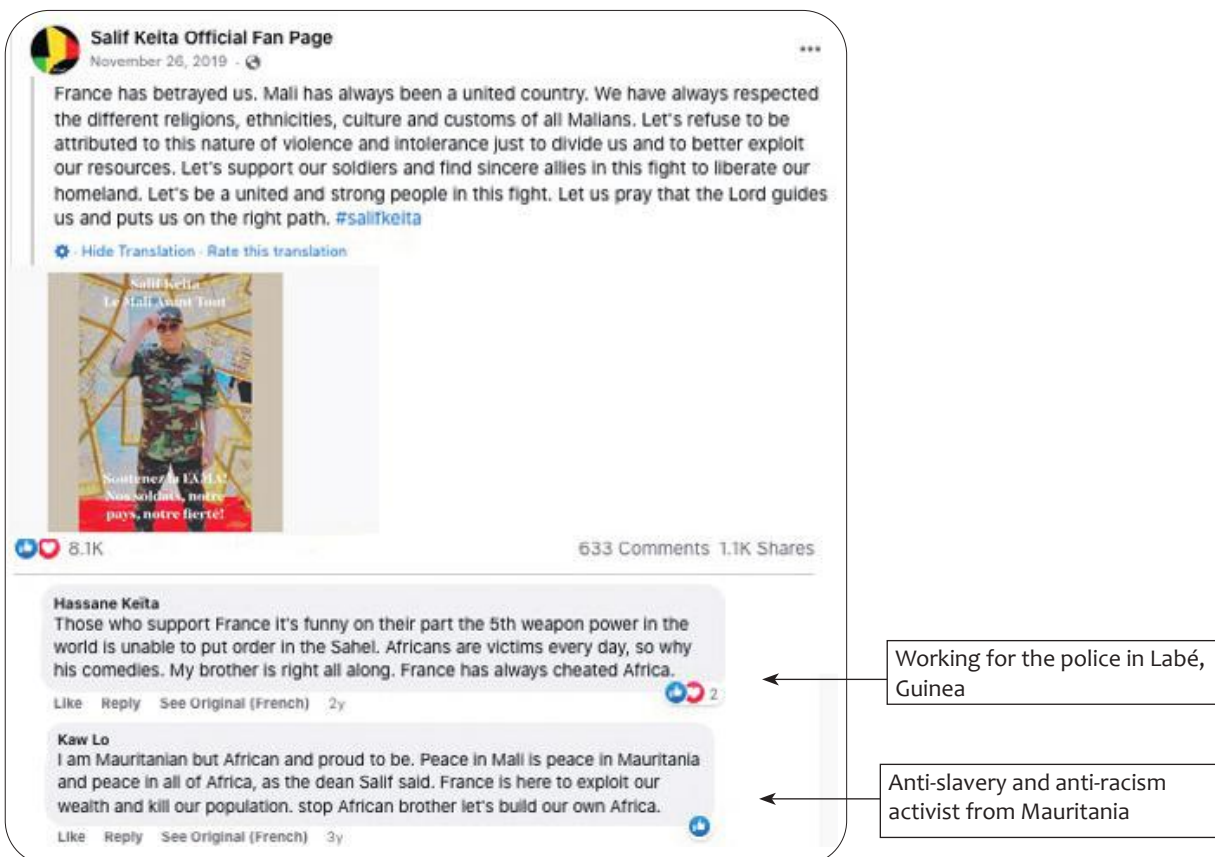 Salif Keita Official Fan Page
November 26, 2019 ·
France has betrayed us. Mali has always been a united country. We have always respected
the different religions, ethnicities, culture and customs of all Malians. Let's refuse to be
attributed to this nature of violence and intolerance just to divide us and to better exploit
our resources. Let's support our soldiers and find sincere allies in this fight to liberate our
homeland. Let's be a united and strong people in this fight. Let us pray that the Lord guides
us and puts us on the right path. #salifkeita
· Hide Translation · Rate this translation
Salif Keita
Le Mali Avant Tout
Soutenez la FAMA!
Nos soldats, notre
pays, notre fierté!
8.1K 633 Comments 1.1K Shares
Hassane Keïta
Those who support France it's funny on their part the 5th weapon power in the
world is unable to put order in the Sahel. Africans are victims every day, so why
his comedies. My brother is right all along. France has always cheated Africa.
2
Like Reply See Original (French) 2y
Working for the police in Labé,
Guinea
Kaw Lo
I am Mauritanian but African and proud to be. Peace in Mali is peace in Mauritania
and peace in all of Africa, as the dean Salif said. France is here to exploit our
wealth and kill our population. stop African brother let's build our own Africa.
Like Reply See Original (French) 3y
Anti-slavery and anti-racism
activist from Mauritania